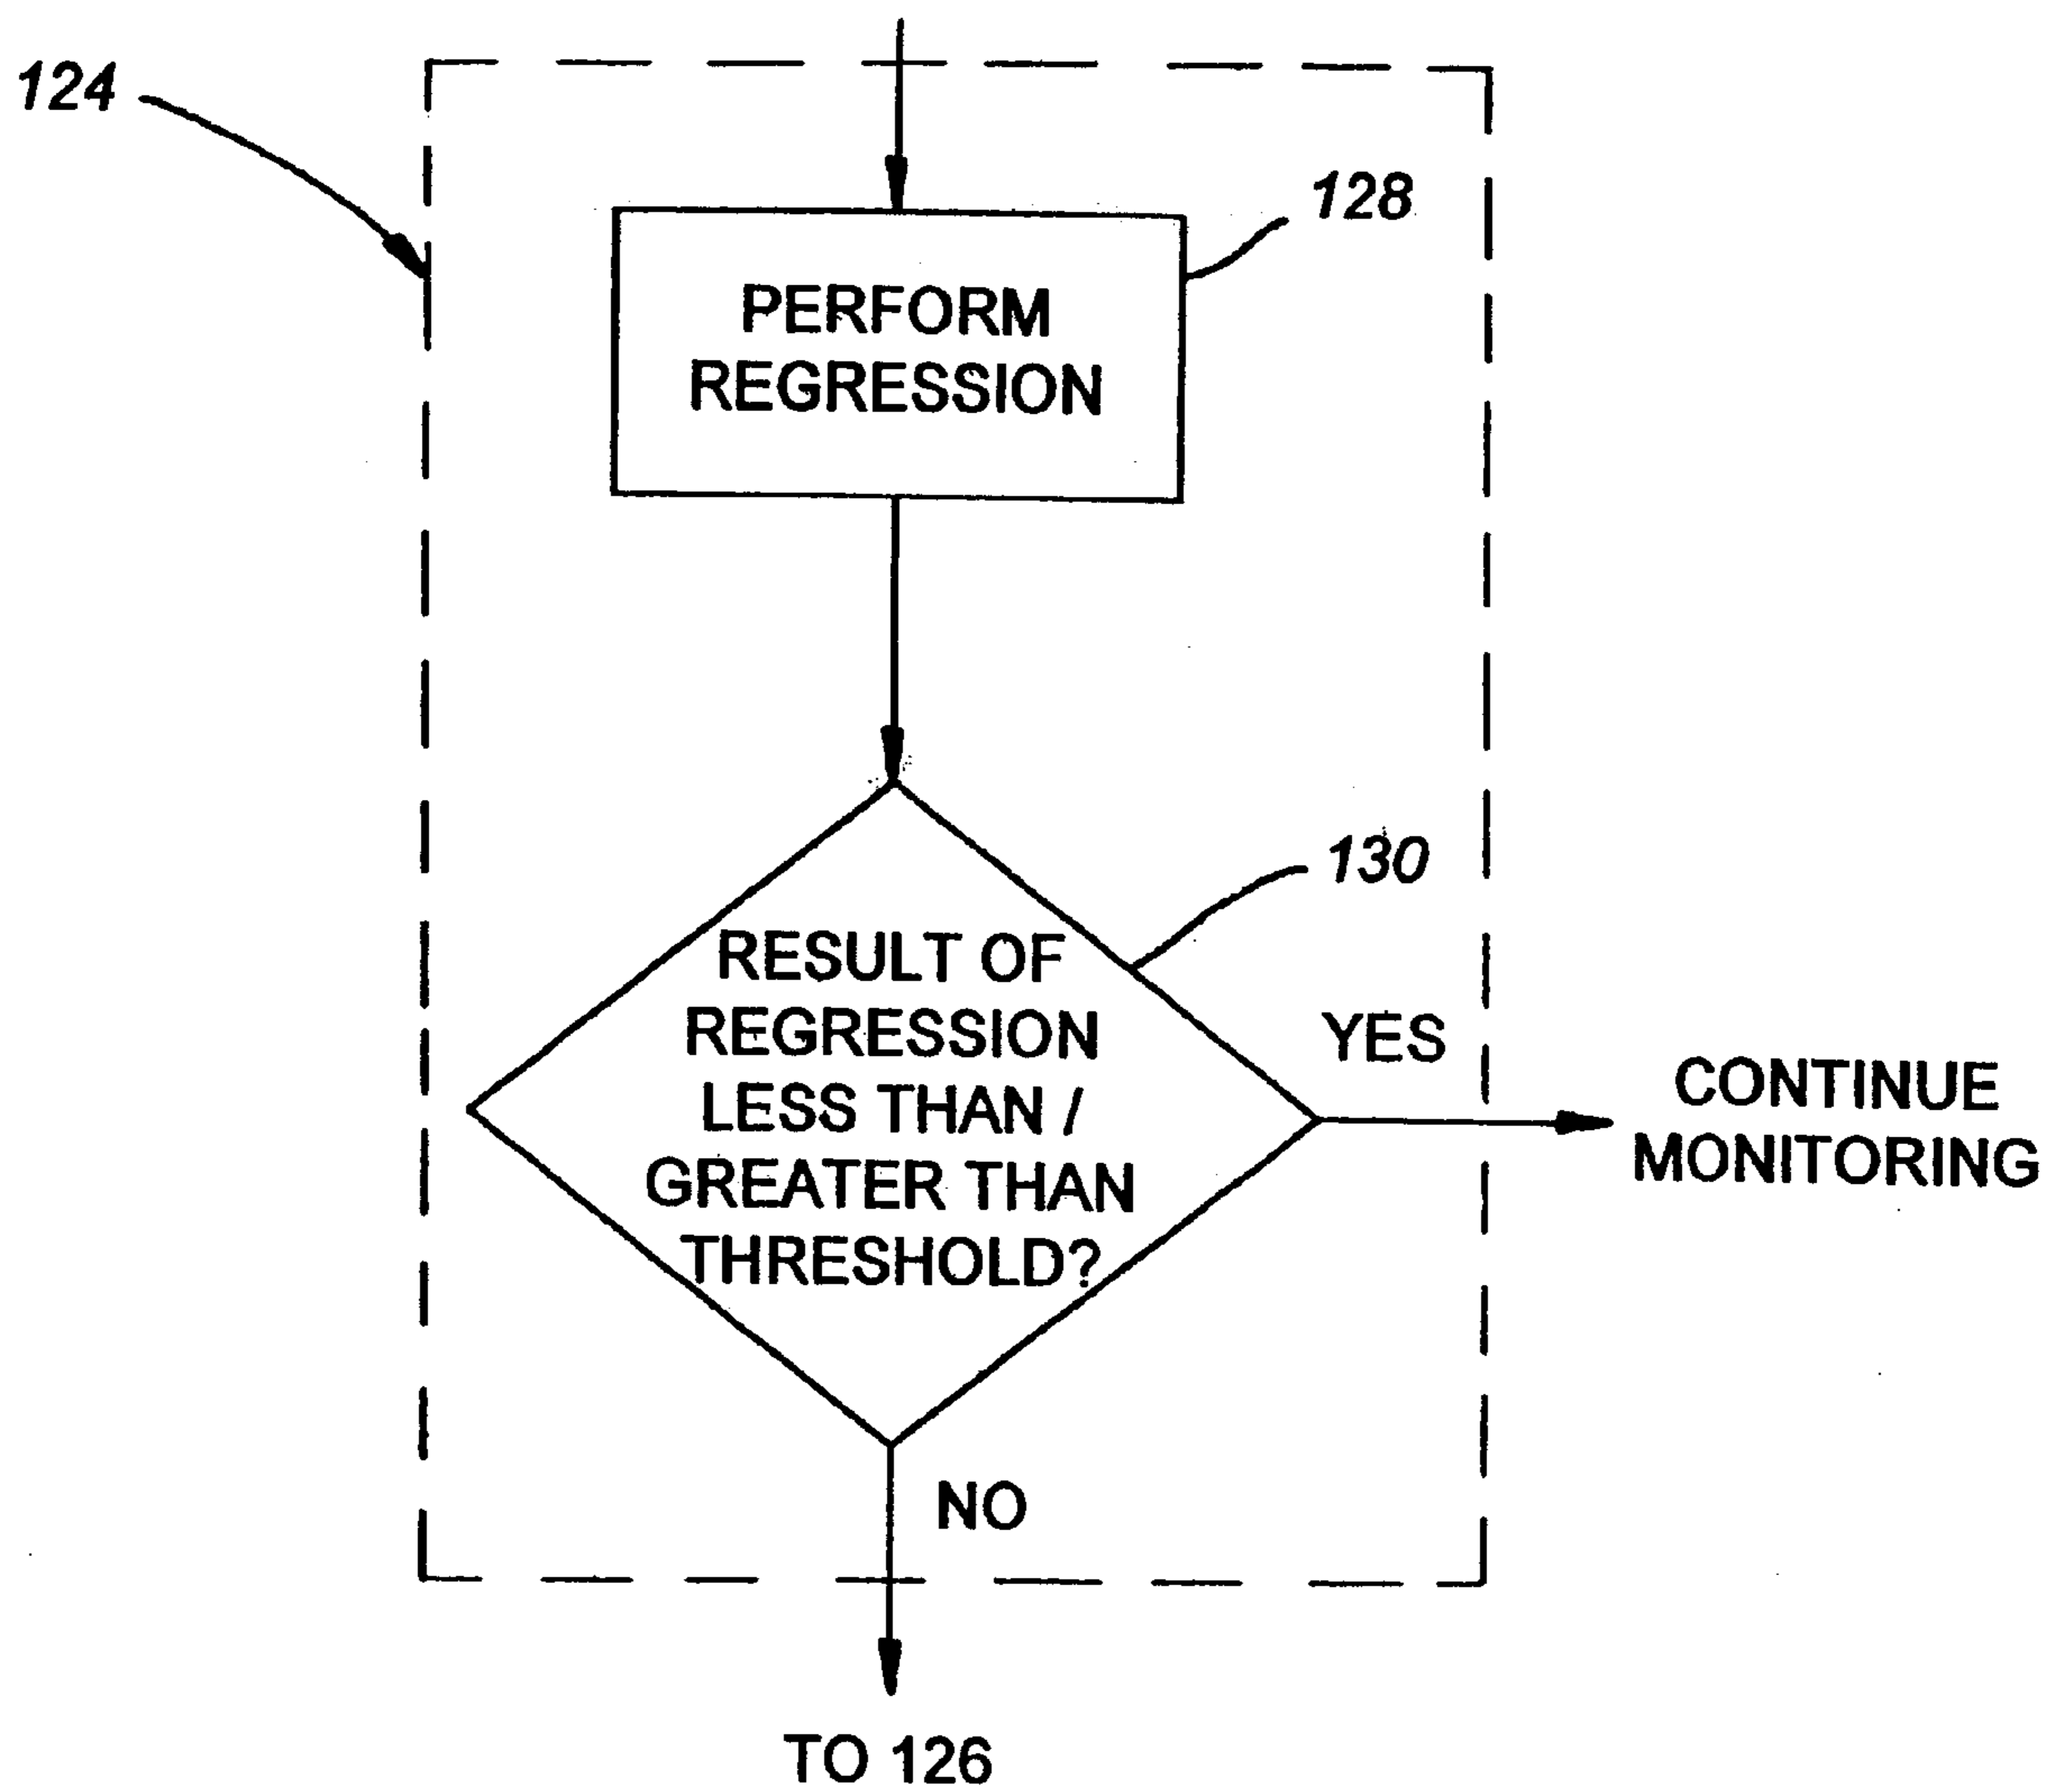 124
128
PERFORM
REGRESSION
130
RESULT OF
REGRESSION
LESS THAN /
GREATER THAN
THRESHOLD?
YES
CONTINUE
MONITORING
NO
TO 126